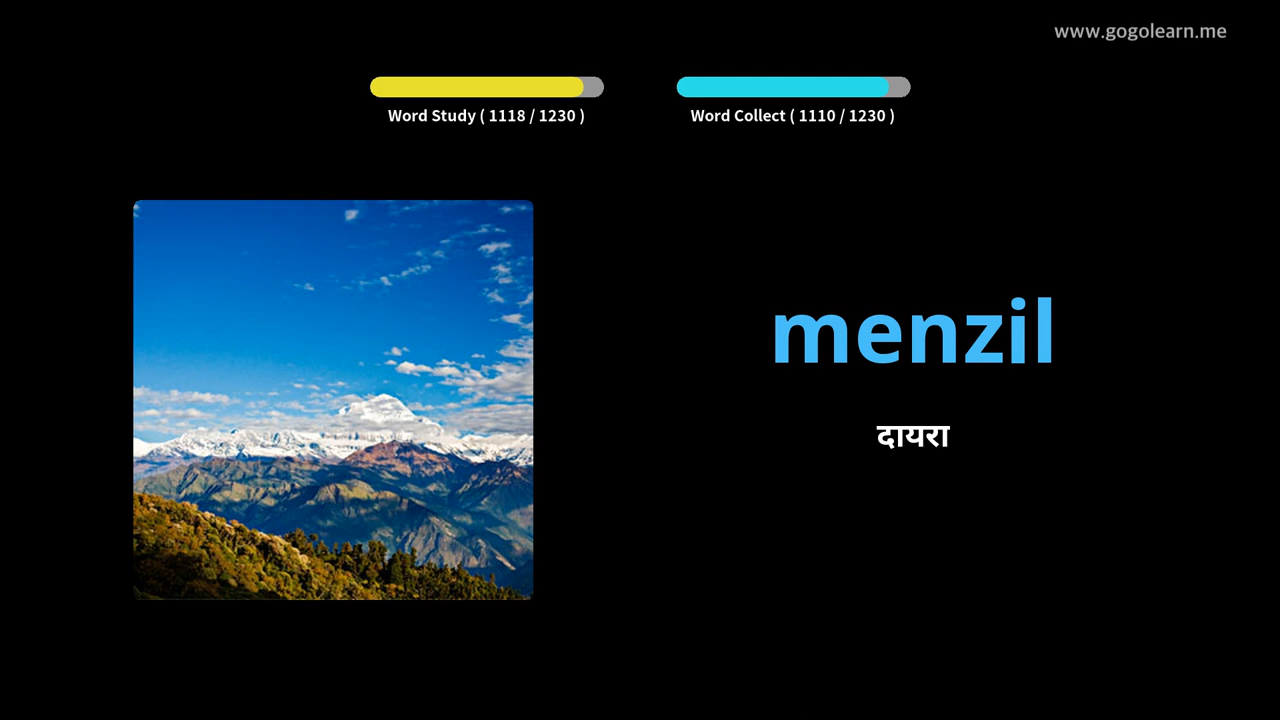 www.gogolearn.me
Word Study ( 1118 / 1230 )
Word Collect ( 1110 / 1230 )
menzil
दायरा